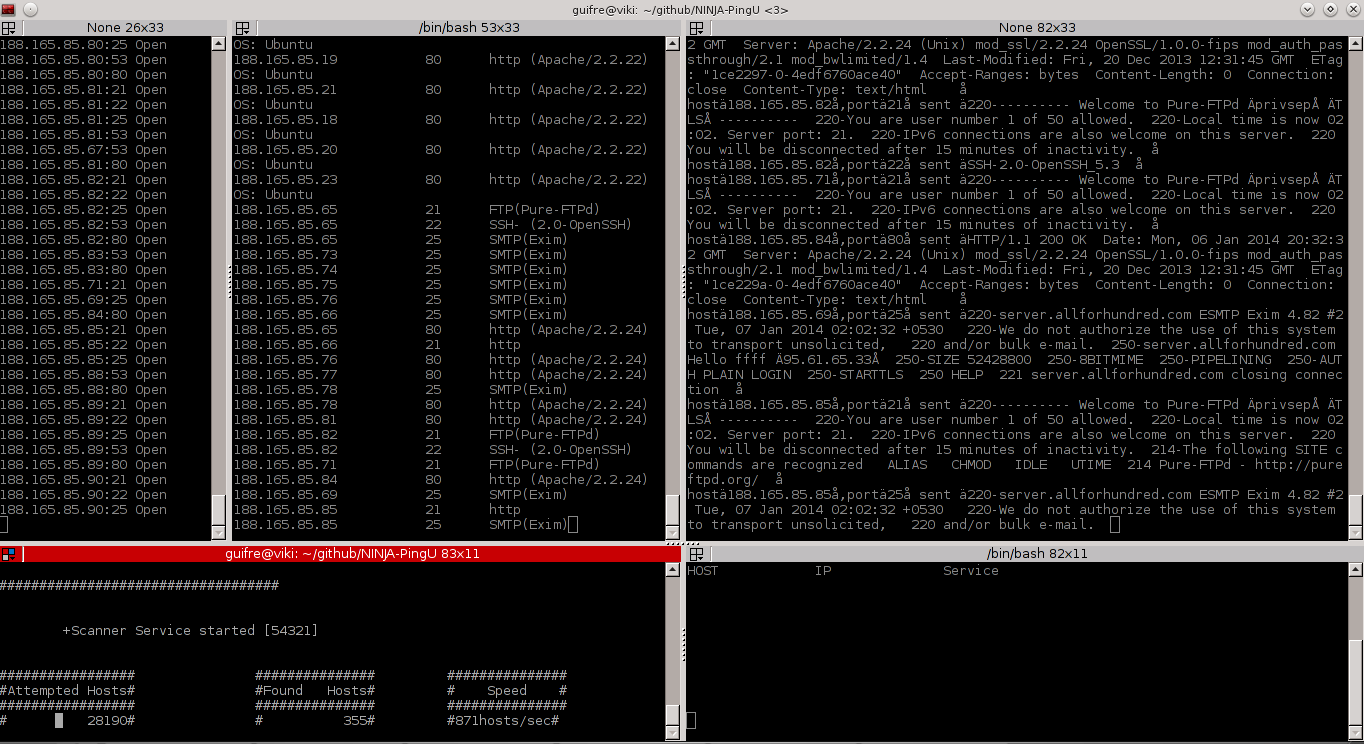 guifre@viki: ~/github/NINJA-PingU <3>
None 26x33
188.165.85.80:25 Open
188.165.85.80:53 Open
188.165.85.80:80 Open
188.165.85.81:21 Open
188.165.85.81:22 Open
188.165.85.81:25 Open
188.165.85.81:53 Open
188.165.85.67:53 Open
188.165.85.81:80 Open
188.165.85.82:21 Open
188.165.85.82:22 Open
188.165.85.82:25 Open
188.165.85.82:53 Open
188.165.85.82:80 Open
188.165.85.83:53 Open
188.165.85.83:80 Open
188.165.85.71:21 Open
188.165.85.69:25 Open
188.165.85.84:80 Open
188.165.85.85:21 Open
188.165.85.85:22 Open
188.165.85.85:25 Open
188.165.85.88:53 Open
188.165.85.88:80 Open
188.165.85.89:21 Open
188.165.85.89:22 Open
188.165.85.89:25 Open
188.165.85.89:53 Open
188.165.85.89:80 Open
188.165.85.90:21 Open
188.165.85.90:22 Open
188.165.85.90:25 Open
/bin/bash 53x33
OS: Ubuntu
188.165.85.19 80 http (Apache/2.2.22)
OS: Ubuntu
188.165.85.21 80 http (Apache/2.2.22)
OS: Ubuntu
188.165.85.18 80 http (Apache/2.2.22)
OS: Ubuntu
188.165.85.20 80 http (Apache/2.2.22)
OS: Ubuntu
188.165.85.23 80 http (Apache/2.2.22)
OS: Ubuntu
188.165.85.65 21 FTP(Pure-FTPd)
188.165.85.65 22 SSH- (2.0-OpenSSH)
188.165.85.65 25 SMTP(Exim)
188.165.85.73 25 SMTP(Exim)
188.165.85.74 25 SMTP(Exim)
188.165.85.75 25 SMTP(Exim)
188.165.85.76 25 SMTP(Exim)
188.165.85.66 25 SMTP(Exim)
188.165.85.65 80 http (Apache/2.2.24)
188.165.85.66 21 http
188.165.85.76 80 http (Apache/2.2.24)
188.165.85.77 80 http (Apache/2.2.24)
188.165.85.78 25 SMTP(Exim)
188.165.85.78 80 http (Apache/2.2.24)
188.165.85.81 80 http (Apache/2.2.24)
188.165.85.82 21 FTP(Pure-FTPd)
188.165.85.82 22 SSH- (2.0-OpenSSH)
188.165.85.71 21 FTP(Pure-FTPd)
188.165.85.84 80 http (Apache/2.2.24)
188.165.85.69 25 SMTP(Exim)
188.165.85.85 21 http
188.165.85.85 25 SMTP(Exim)
None 82x33
2 GMT  Server: Apache/2.2.24 (Unix) mod_ssl/2.2.24 OpenSSL/1.0.0-fips mod_auth_pas
sthrough/2.1 mod_bwlimited/1.4  Last-Modified: Fri, 20 Dec 2013 12:31:45 GMT  ETag
: "1ce2297-0-4edf6760ace40"  Accept-Ranges: bytes  Content-Length: 0  Connection:
close  Content-Type: text/html    å
hostä188.165.85.82å,portä21å sent ä220---------- Welcome to Pure-FTPd ÄprivsepÅ ÄT
LSÅ ----------  220-You are user number 1 of 50 allowed.  220-Local time is now 02
:02. Server port: 21.  220-IPv6 connections are also welcome on this server.  220
You will be disconnected after 15 minutes of inactivity.  å
hostä188.165.85.82å,portä22å sent äSSH-2.0-OpenSSH_5.3  å
hostä188.165.85.71å,portä21å sent ä220---------- Welcome to Pure-FTPd ÄprivsepÅ ÄT
LSÅ ----------  220-You are user number 1 of 50 allowed.  220-Local time is now 02
:02. Server port: 21.  220-IPv6 connections are also welcome on this server.  220
You will be disconnected after 15 minutes of inactivity.  å
hostä188.165.85.84å,portä80å sent äHTTP/1.1 200 OK  Date: Mon, 06 Jan 2014 20:32:3
2 GMT  Server: Apache/2.2.24 (Unix) mod_ssl/2.2.24 OpenSSL/1.0.0-fips mod_auth_pas
sthrough/2.1 mod_bwlimited/1.4  Last-Modified: Fri, 20 Dec 2013 12:31:45 GMT  ETag
: "1ce229a-0-4edf6760ace40"  Accept-Ranges: bytes  Content-Length: 0  Connection:
close  Content-Type: text/html    å
hostä188.165.85.69å,portä25å sent ä220-server.allforhundred.com ESMTP Exim 4.82 #2
Tue, 07 Jan 2014 02:02:32 +0530   220-We do not authorize the use of this system
to transport unsolicited,   220 and/or bulk e-mail.  250-server.allforhundred.com
Hello ffff Ä95.61.65.33Å  250-SIZE 52428800  250-8BITMIME  250-PIPELINING  250-AUT
H PLAIN LOGIN  250-STARTTLS  250 HELP  221 server.allforhundred.com closing connec
tion  å
hostä188.165.85.85å,portä21å sent ä220---------- Welcome to Pure-FTPd ÄprivsepÅ ÄT
LSÅ ----------  220-You are user number 1 of 50 allowed.  220-Local time is now 02
:02. Server port: 21.  220-IPv6 connections are also welcome on this server.  220
You will be disconnected after 15 minutes of inactivity.  214-The following SITE c
ommands are recognized   ALIAS   CHMOD   IDLE   UTIME  214 Pure-FTPd - http://pure
ftpd.org/  å
hostä188.165.85.85å,portä25å sent ä220-server.allforhundred.com ESMTP Exim 4.82 #2
Tue, 07 Jan 2014 02:02:32 +0530   220-We do not authorize the use of this system
to transport unsolicited,   220 and/or bulk e-mail.
guifre@viki: ~/github/NINJA-PingU 83x11
###################################
+Scanner Service started [54321]
################# ############### ###############
#Attempted Hosts# #Found   Hosts# #    Speed    #
################# ############### ###############
# 28190# # 355# #871hosts/sec#
/bin/bash 82x11
HOST IP Service